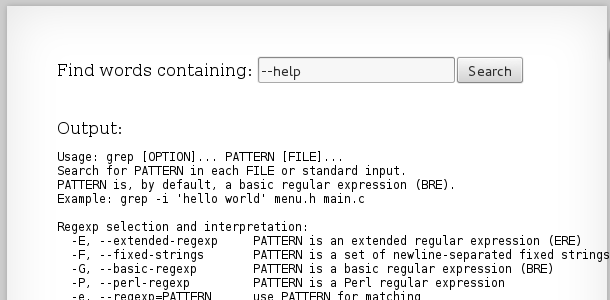 Find words containing: --help Search
Output:
Usage: grep [OPTION]... PATTERN [FILE]...
Search for PATTERN in each FILE or standard input.
PATTERN is, by default, a basic regular expression (BRE).
Example: grep -i 'hello world' menu.h main.c
Regexp selection and interpretation:
-E, --extended-regexp PATTERN is an extended regular expression (ERE)
-F, --fixed-strings PATTERN is a set of newline-separated fixed strings
-G, --basic-regexp PATTERN is a basic regular expression (BRE)
-P, --perl-regexp PATTERN is a Perl regular expression
-e, --regexp=PATTERN use PATTERN for matching